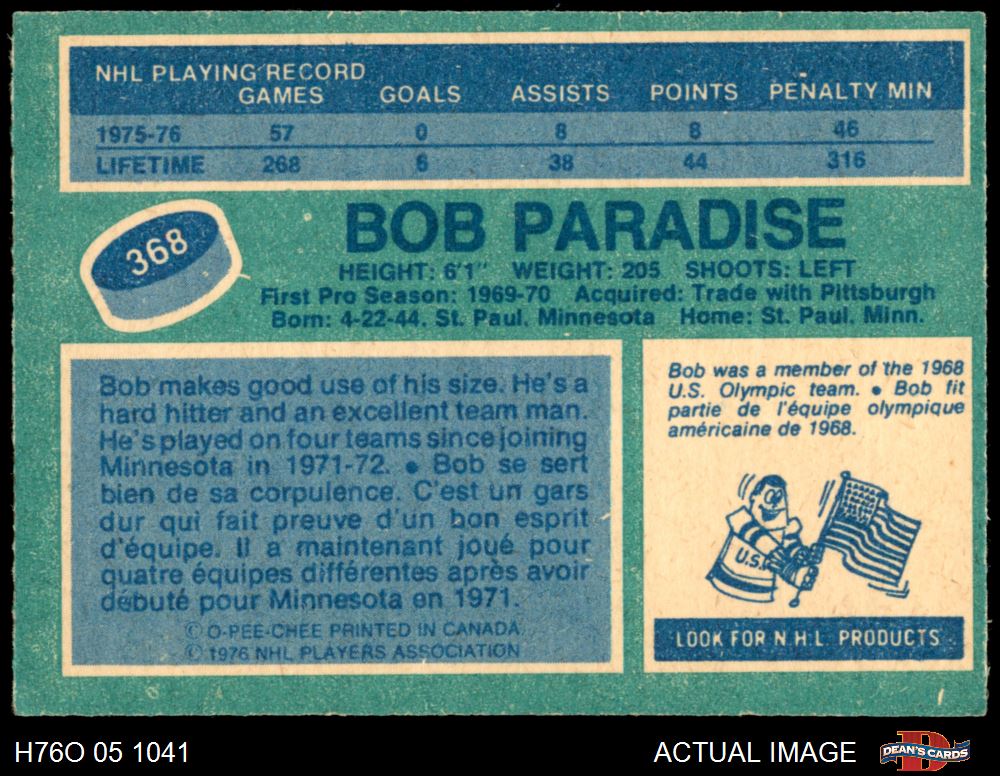 NHL PLAYING RECORD
GAMES GOALS ASSISTS POINTS PENALTY MIN
1975-76 57 0 8 8 46
LIFETIME 268 6 38 44 316
368
BOB PARADISE
HEIGHT: 6'1" WEIGHT: 205 SHOOTS: LEFT
First Pro Season: 1969-70 Acquired: Trade with Pittsburgh
Born: 4-22-44. St. Paul, Minnesota Home: St. Paul, Minn.
Bob makes good use of his size. He's a
hard hitter and an excellent team man.
He's played on four teams since joining
Minnesota in 1971-72. • Bob se sert
bien de sa corpulence. C'est un gars
dur qui fait preuve d'un bon esprit
d'équipe. Il a maintenant joué pour
quatre équipes différentes après avoir
débuté pour Minnesota en 1971.
© O-PEE-CHEE PRINTED IN CANADA
© 1976 NHL PLAYERS ASSOCIATION
Bob was a member of the 1968
U.S. Olympic team. • Bob fit
partie de l'équipe olympique
américaine de 1968.
U.S.A
LOOK FOR N.H.L. PRODUCTS
H76O 05 1041
ACTUAL IMAGE
DEAN'S CARDS